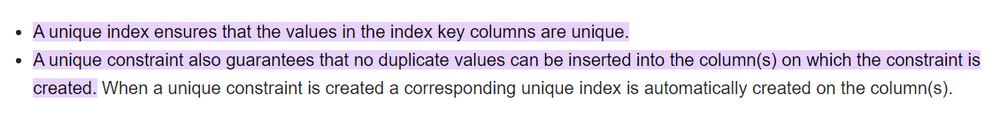 A unique index ensures that the values in the index key columns are unique.
A unique constraint also guarantees that no duplicate values can be inserted into the column(s) on which the constraint is
created. When a unique constraint is created a corresponding unique index is automatically created on the column(s).